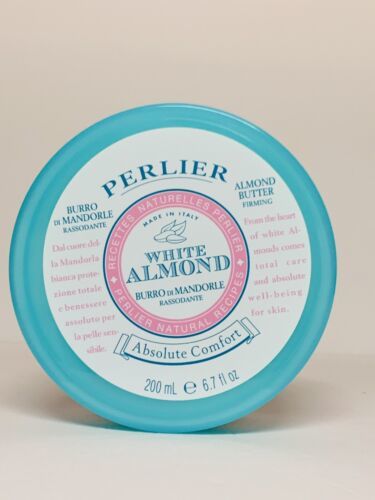 PERLIER
BURRO
DI MANDORLE
RASSODANTE
Dal cuore del-
la Mandorla
bianca prote-
zione totale
e benessere
assoluto per
la pelle sen-
sibile.
RECETTES NATURELLES PERLIER
MADE IN ITALY
WHITE
ALMOND
BURRO DI MANDORLE
RASSODANTE
PERLIER NATURAL RECIPES
ALMOND
BUTTER
FIRMING
From the heart
of white Al-
monds comes
total care
and absolute
well-being
for skin.
Absolute Comfort
200 mL ℮ 6.7 fl oz